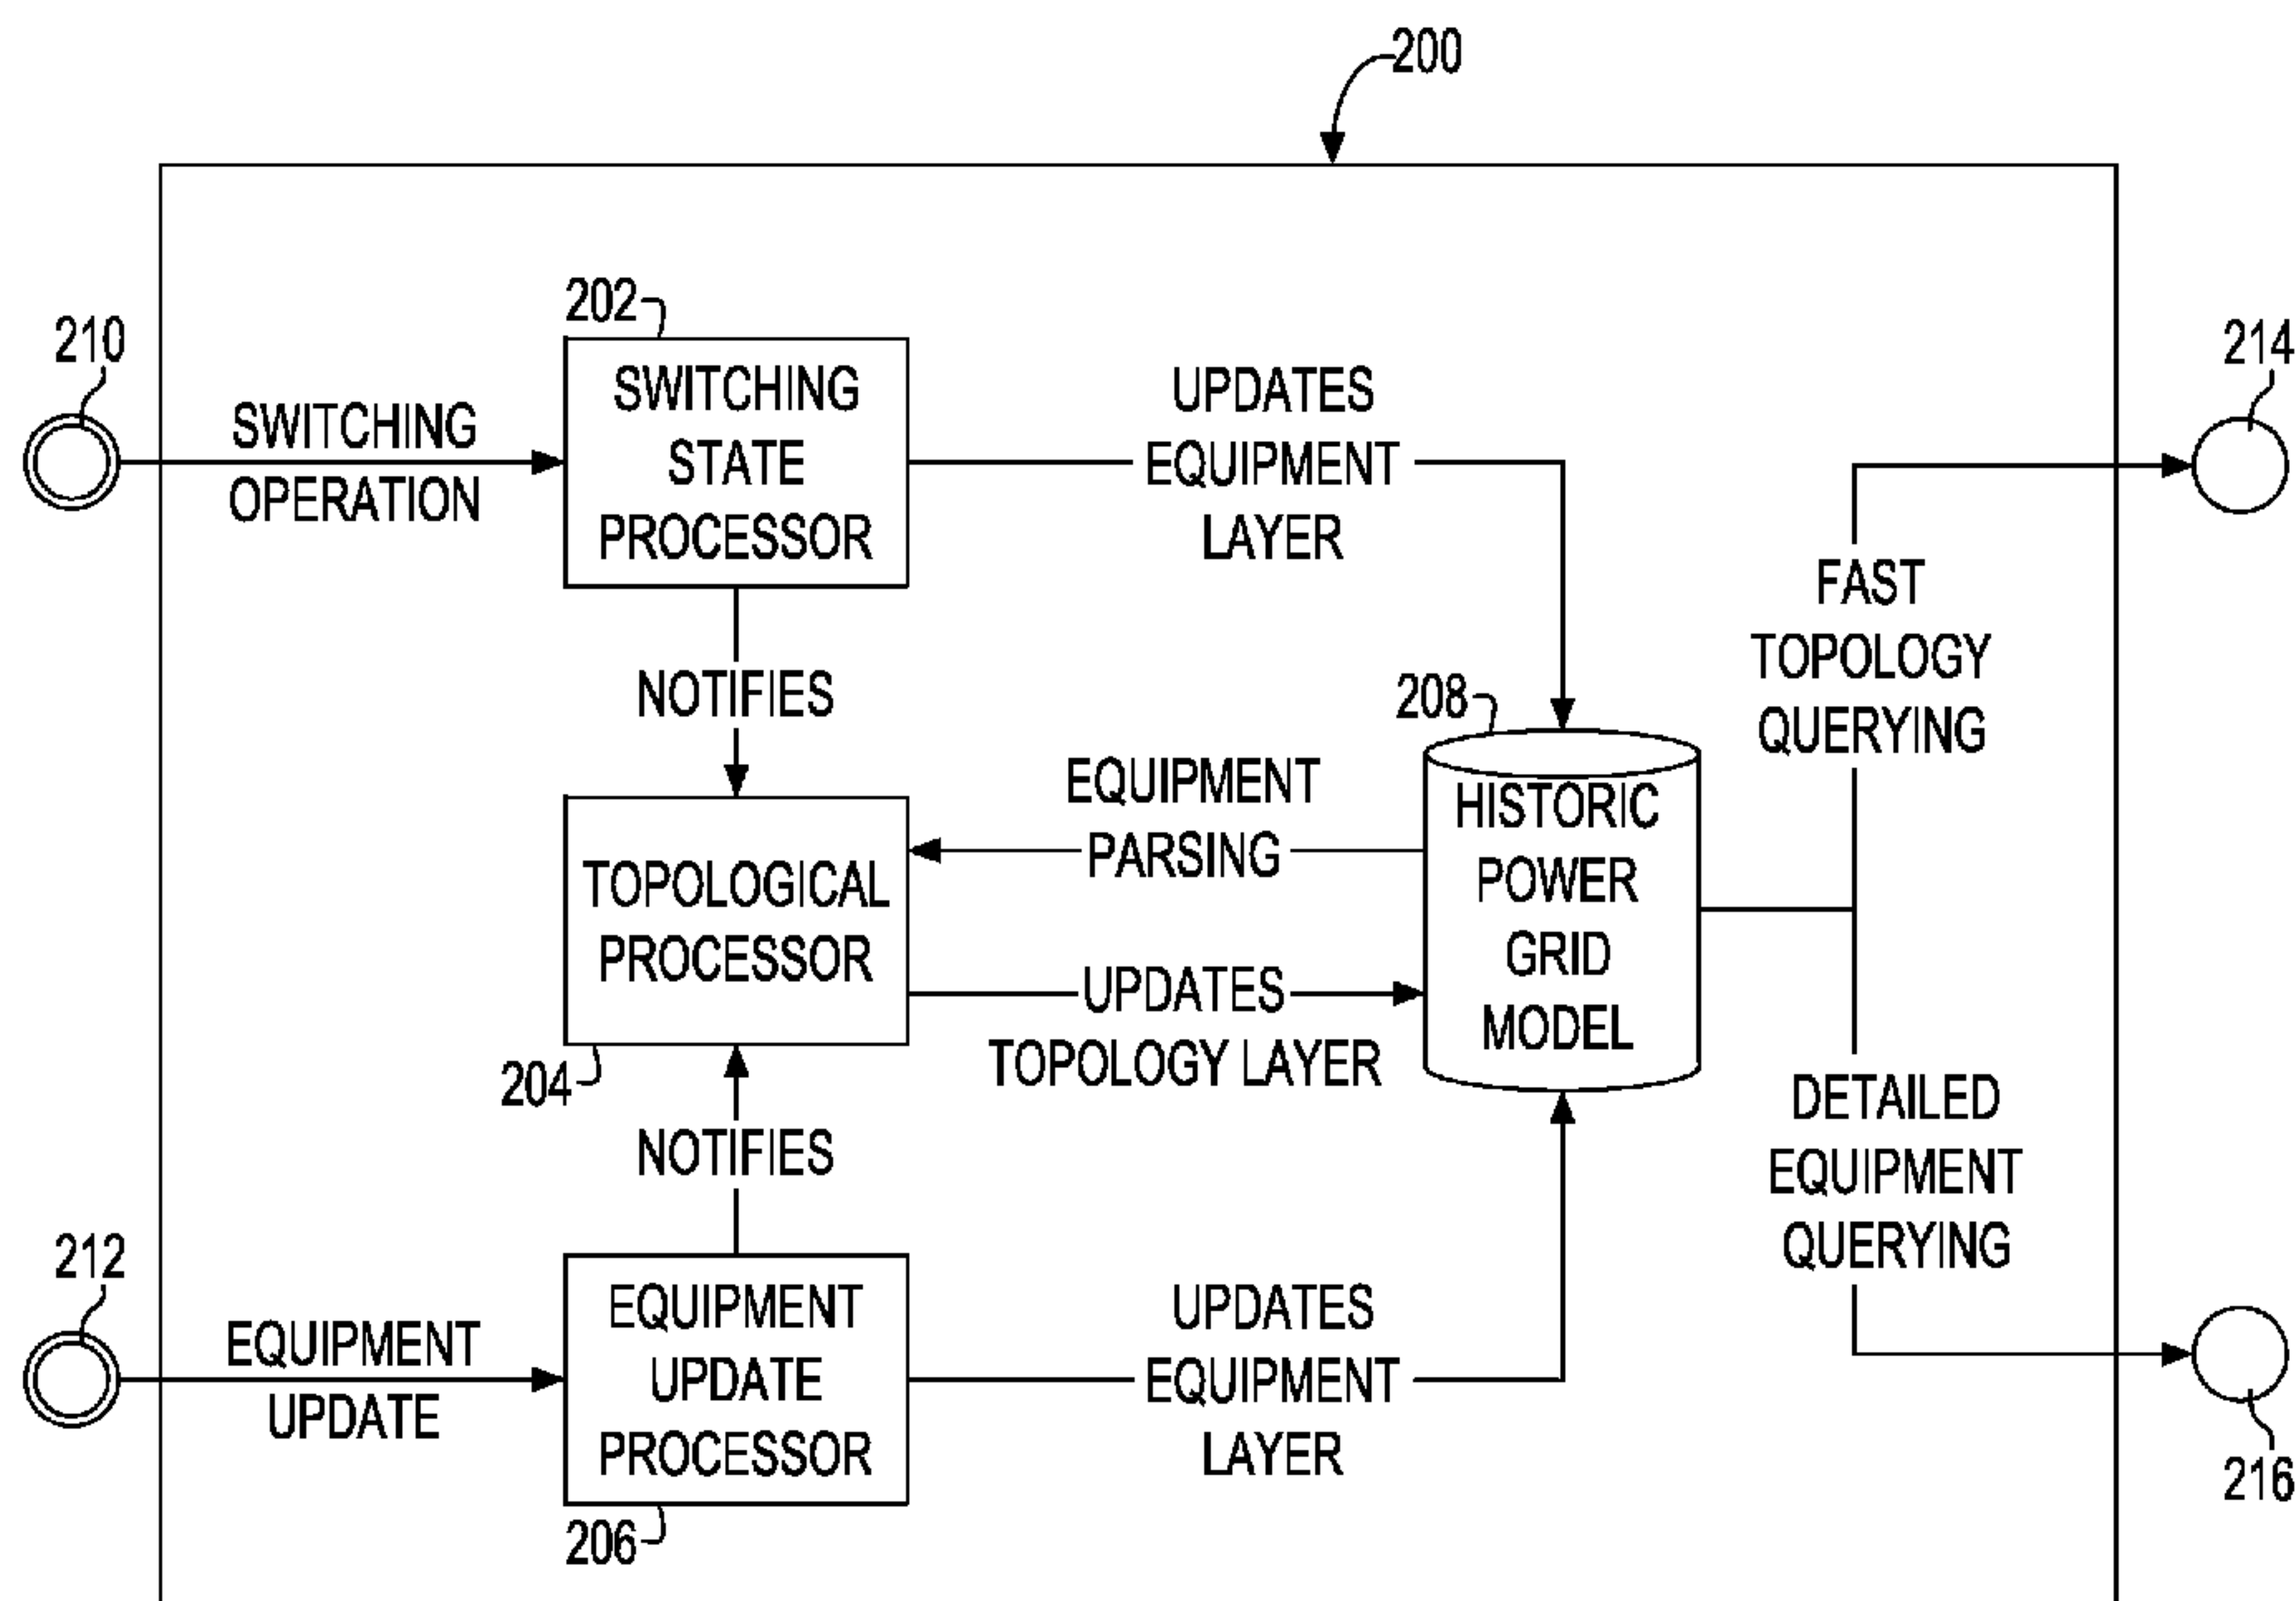 200
202
210
SWITCHING
OPERATION
SWITCHING
STATE
PROCESSOR
UPDATES
EQUIPMENT
LAYER
214
FAST
TOPOLOGY
QUERYING
NOTIFIES
208
EQUIPMENT
PARSING
HISTORIC
POWER
GRID
MODEL
TOPOLOGICAL
PROCESSOR
UPDATES
TOPOLOGY LAYER
204
NOTIFIES
DETAILED
EQUIPMENT
QUERYING
212
EQUIPMENT
UPDATE
EQUIPMENT
UPDATE
PROCESSOR
UPDATES
EQUIPMENT
LAYER
206
216